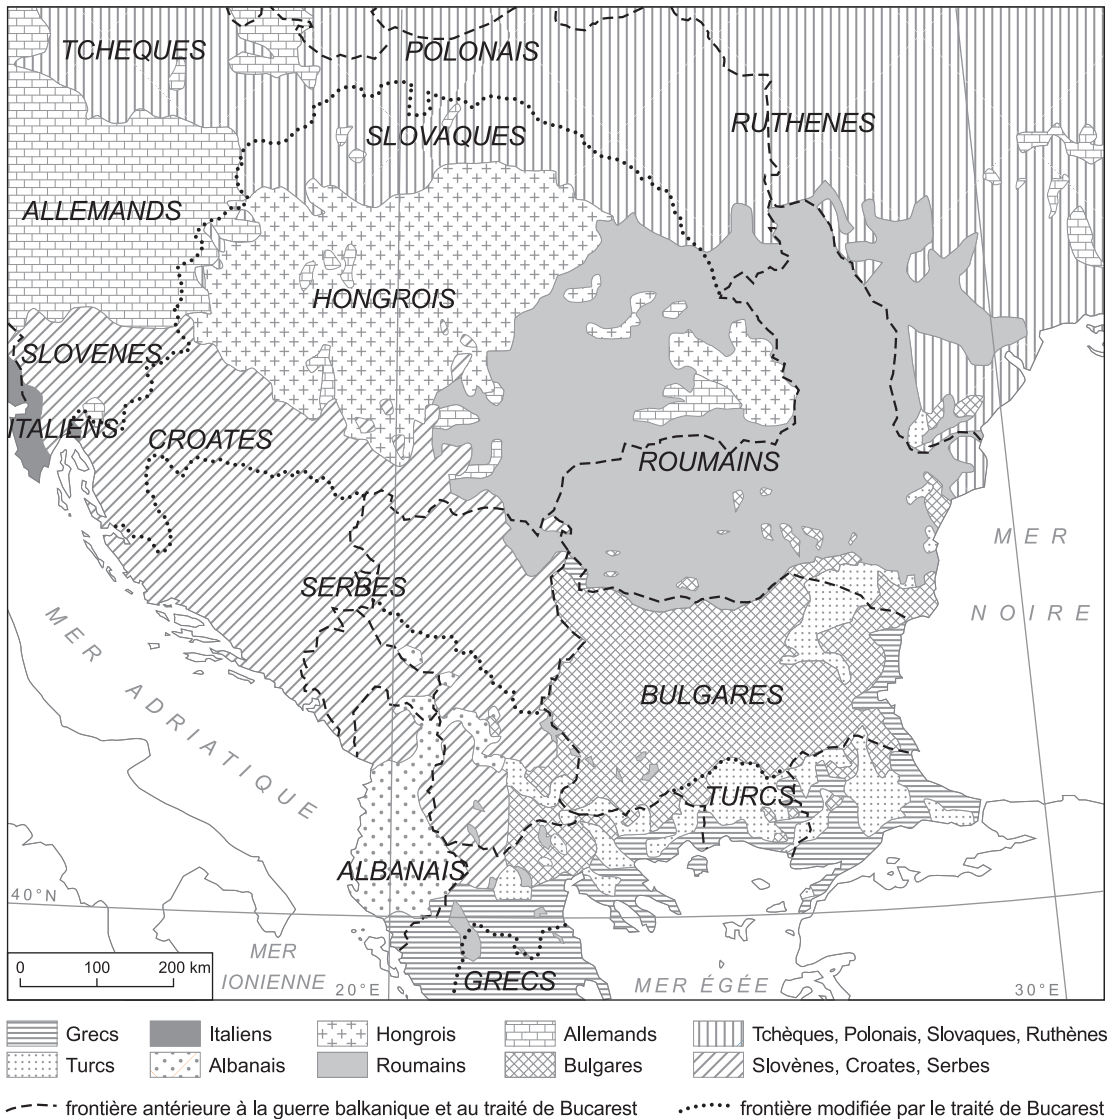 TCHEQUES
POLONAIS
SLOVAQUES
RUTHENES
ALLEMANDS
HONGROIS
SLOVENES
ITALIENS
CROATES
ROUMAINS
MER
NOIRE
SERBES
MER ADRIATIQUE
BULGARES
TURCS
ALBANAIS
40°N
MER
IONIENNE
20°E
GRECS
MER ÉGÉE
30°E
0 100 200 km
Grecs Italiens Hongrois Allemands Tchèques, Polonais, Slovaques, Ruthènes
Turcs Albanais Roumains Bulgares Slovènes, Croates, Serbes
frontière antérieure à la guerre balkanique et au traité de Bucarest frontière modifiée par le traité de Bucarest